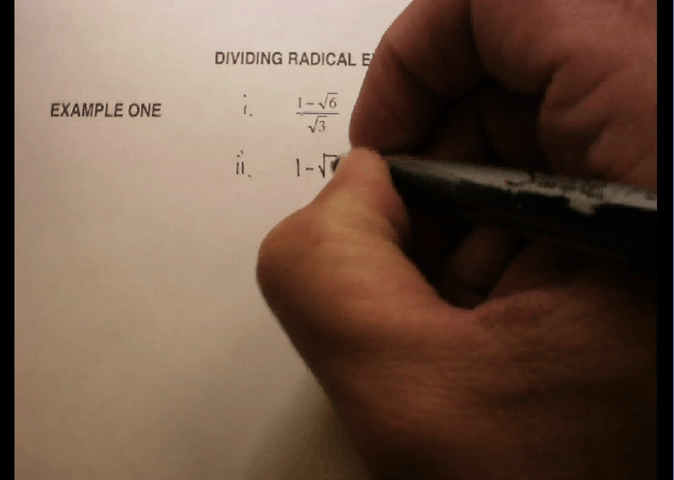 DIVIDING RADICAL
EXAMPLE ONE i. 1-√6/√3
ii. 1-√